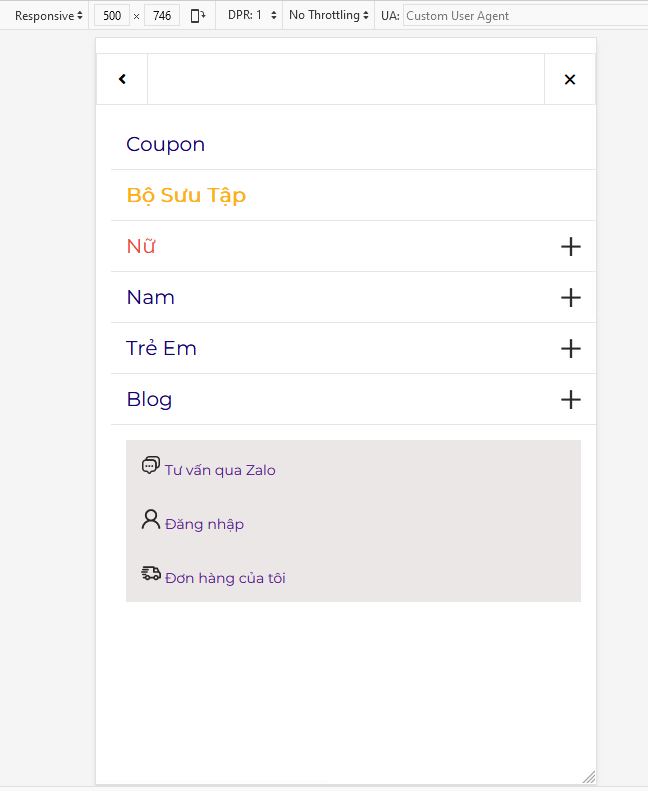 Responsive 500 × 746 DPR: 1 No Throttling UA: Custom User Agent
Coupon
Bộ Sưu Tập
Nữ
Nam
Trẻ Em
Blog
Tư vấn qua Zalo
Đăng nhập
Đơn hàng của tôi